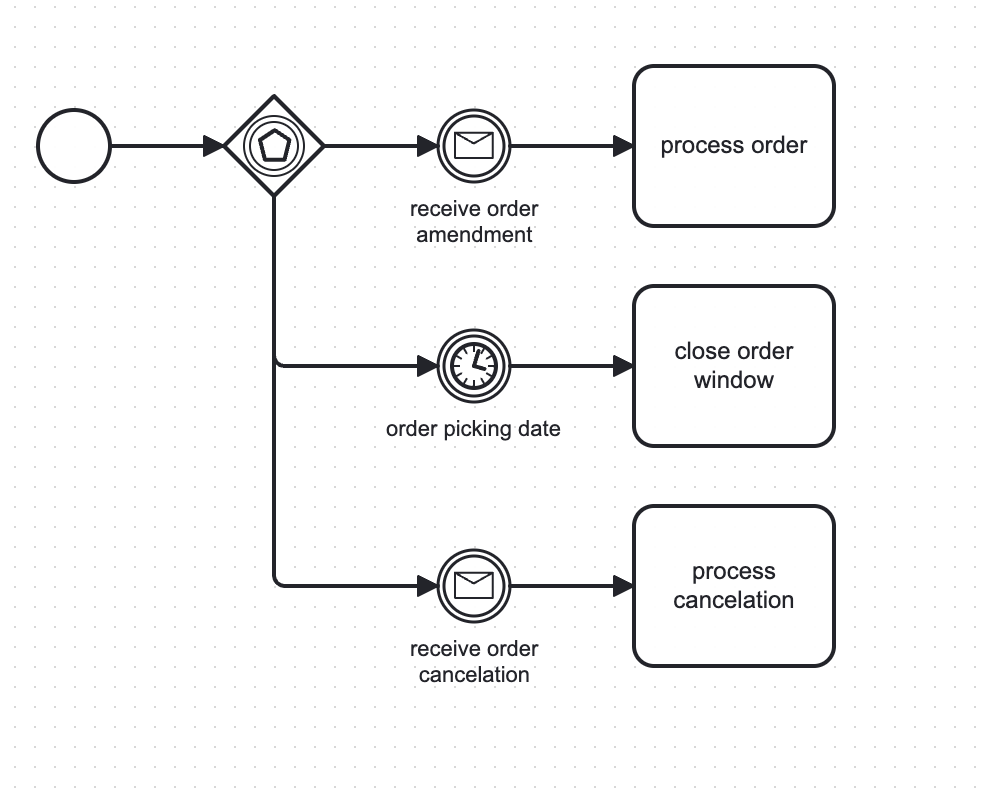 process order
receive order
amendment
close order
window
order picking date
process
cancelation
receive order
cancelation